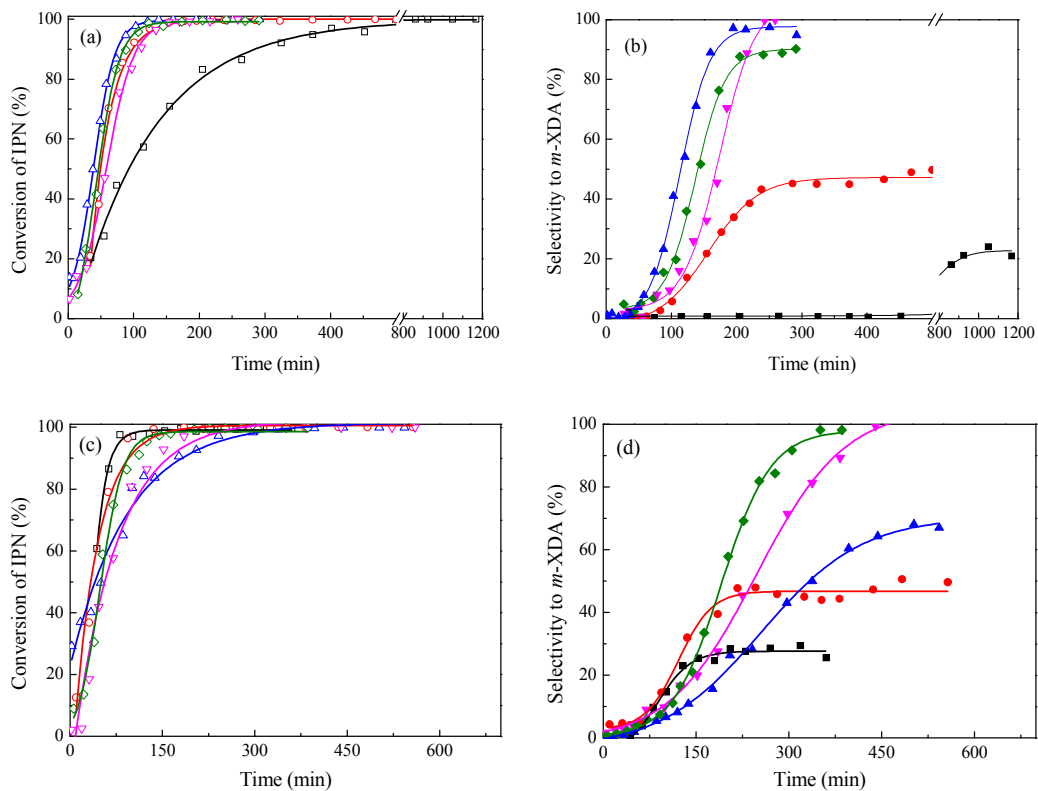 (a)
Conversion of IPN (%)
100
80
60
40
20
0
0 100 200 300 400 500 800 1000 1200
Time (min)
(b)
Selectivity to m-XDA (%)
100
80
60
40
20
0
0 100 200 300 400 500 800 1000 1200
Time (min)
(c)
Conversion of IPN (%)
100
80
60
40
20
0
0 150 300 450 600
Time (min)
(d)
Selectivity to m-XDA (%)
100
80
60
40
20
0
0 150 300 450 600
Time (min)